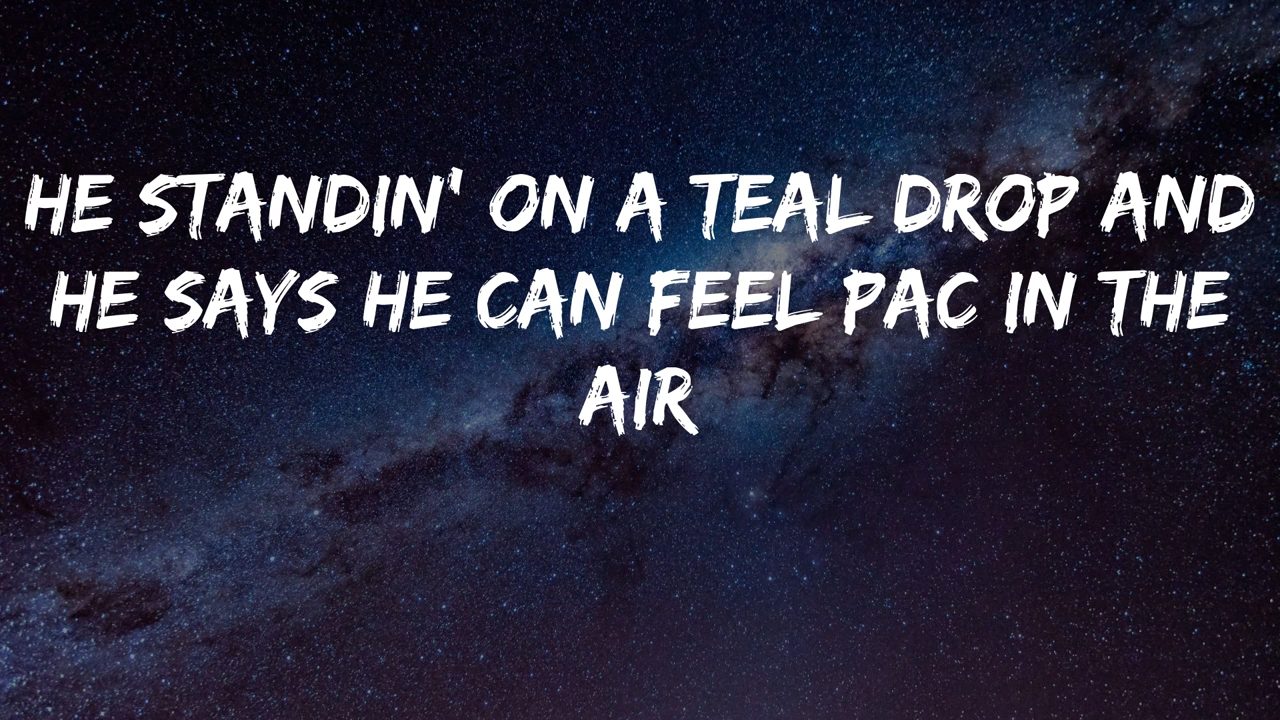 HE STANDIN' ON A TEAL DROP AND
HE SAYS HE CAN FEEL PAC IN THE
AIR